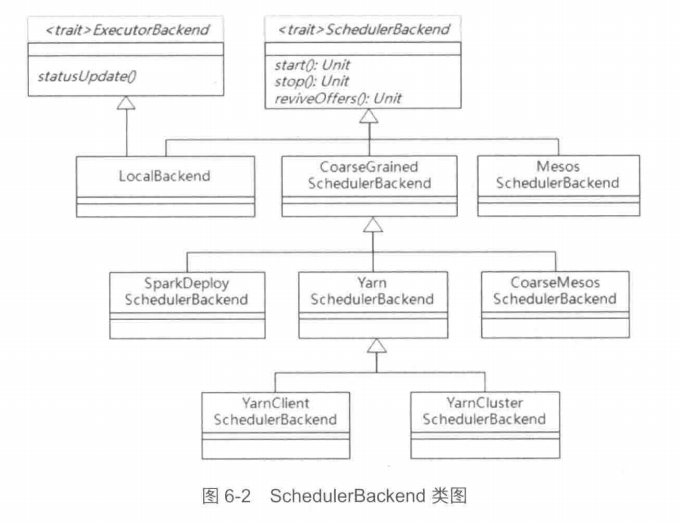 <trait>ExecutorBackend
statusUpdate()
<trait>SchedulerBackend
start(): Unit
stop(): Unit
reviveOffers(): Unit
LocalBackend
CoarseGrained
SchedulerBackend
Mesos
SchedulerBackend
SparkDeploy
SchedulerBackend
Yarn
SchedulerBackend
CoarseMesos
SchedulerBackend
YarnClient
SchedulerBackend
YarnCluster
SchedulerBackend
图 6-2 SchedulerBackend 类图